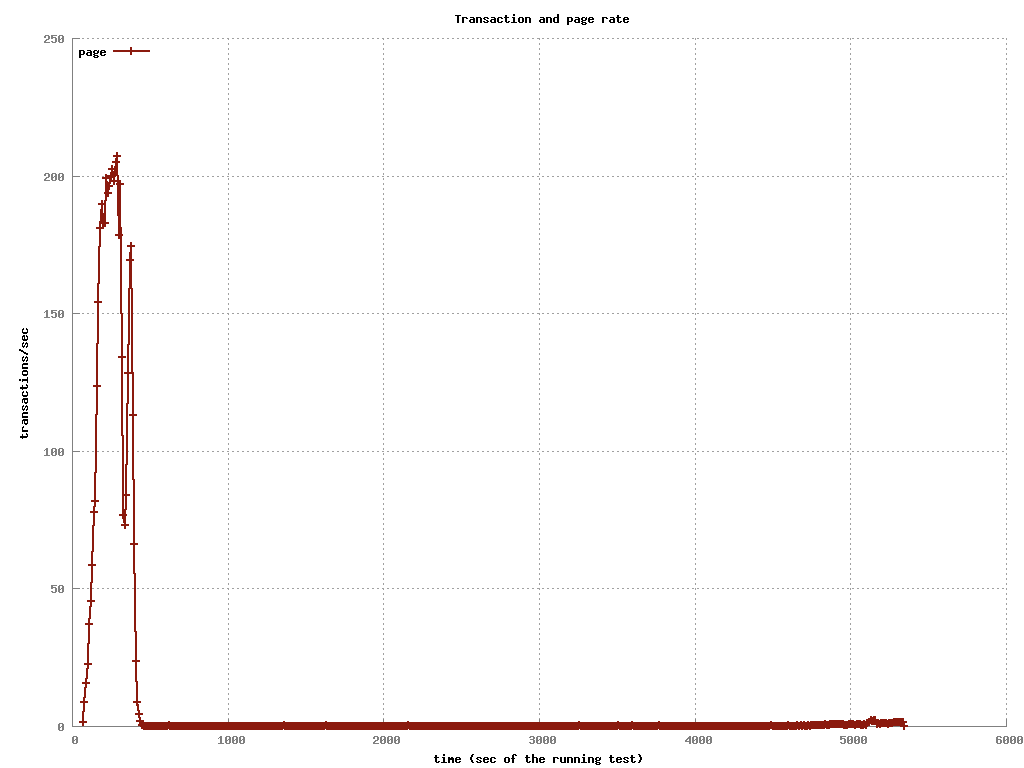 Transaction and page rate
page
250
200
150
100
50
0
transactions/sec
0 1000 2000 3000 4000 5000 6000
time (sec of the running test)